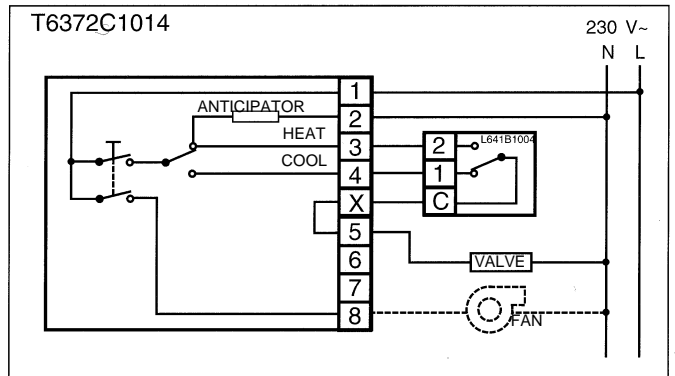 T6372C1014
230 V~
N L
1
ANTICIPATOR
2
HEAT
3
COOL
4
X
5
6
7
8
2
L641B1004
1
C
VALVE
FAN